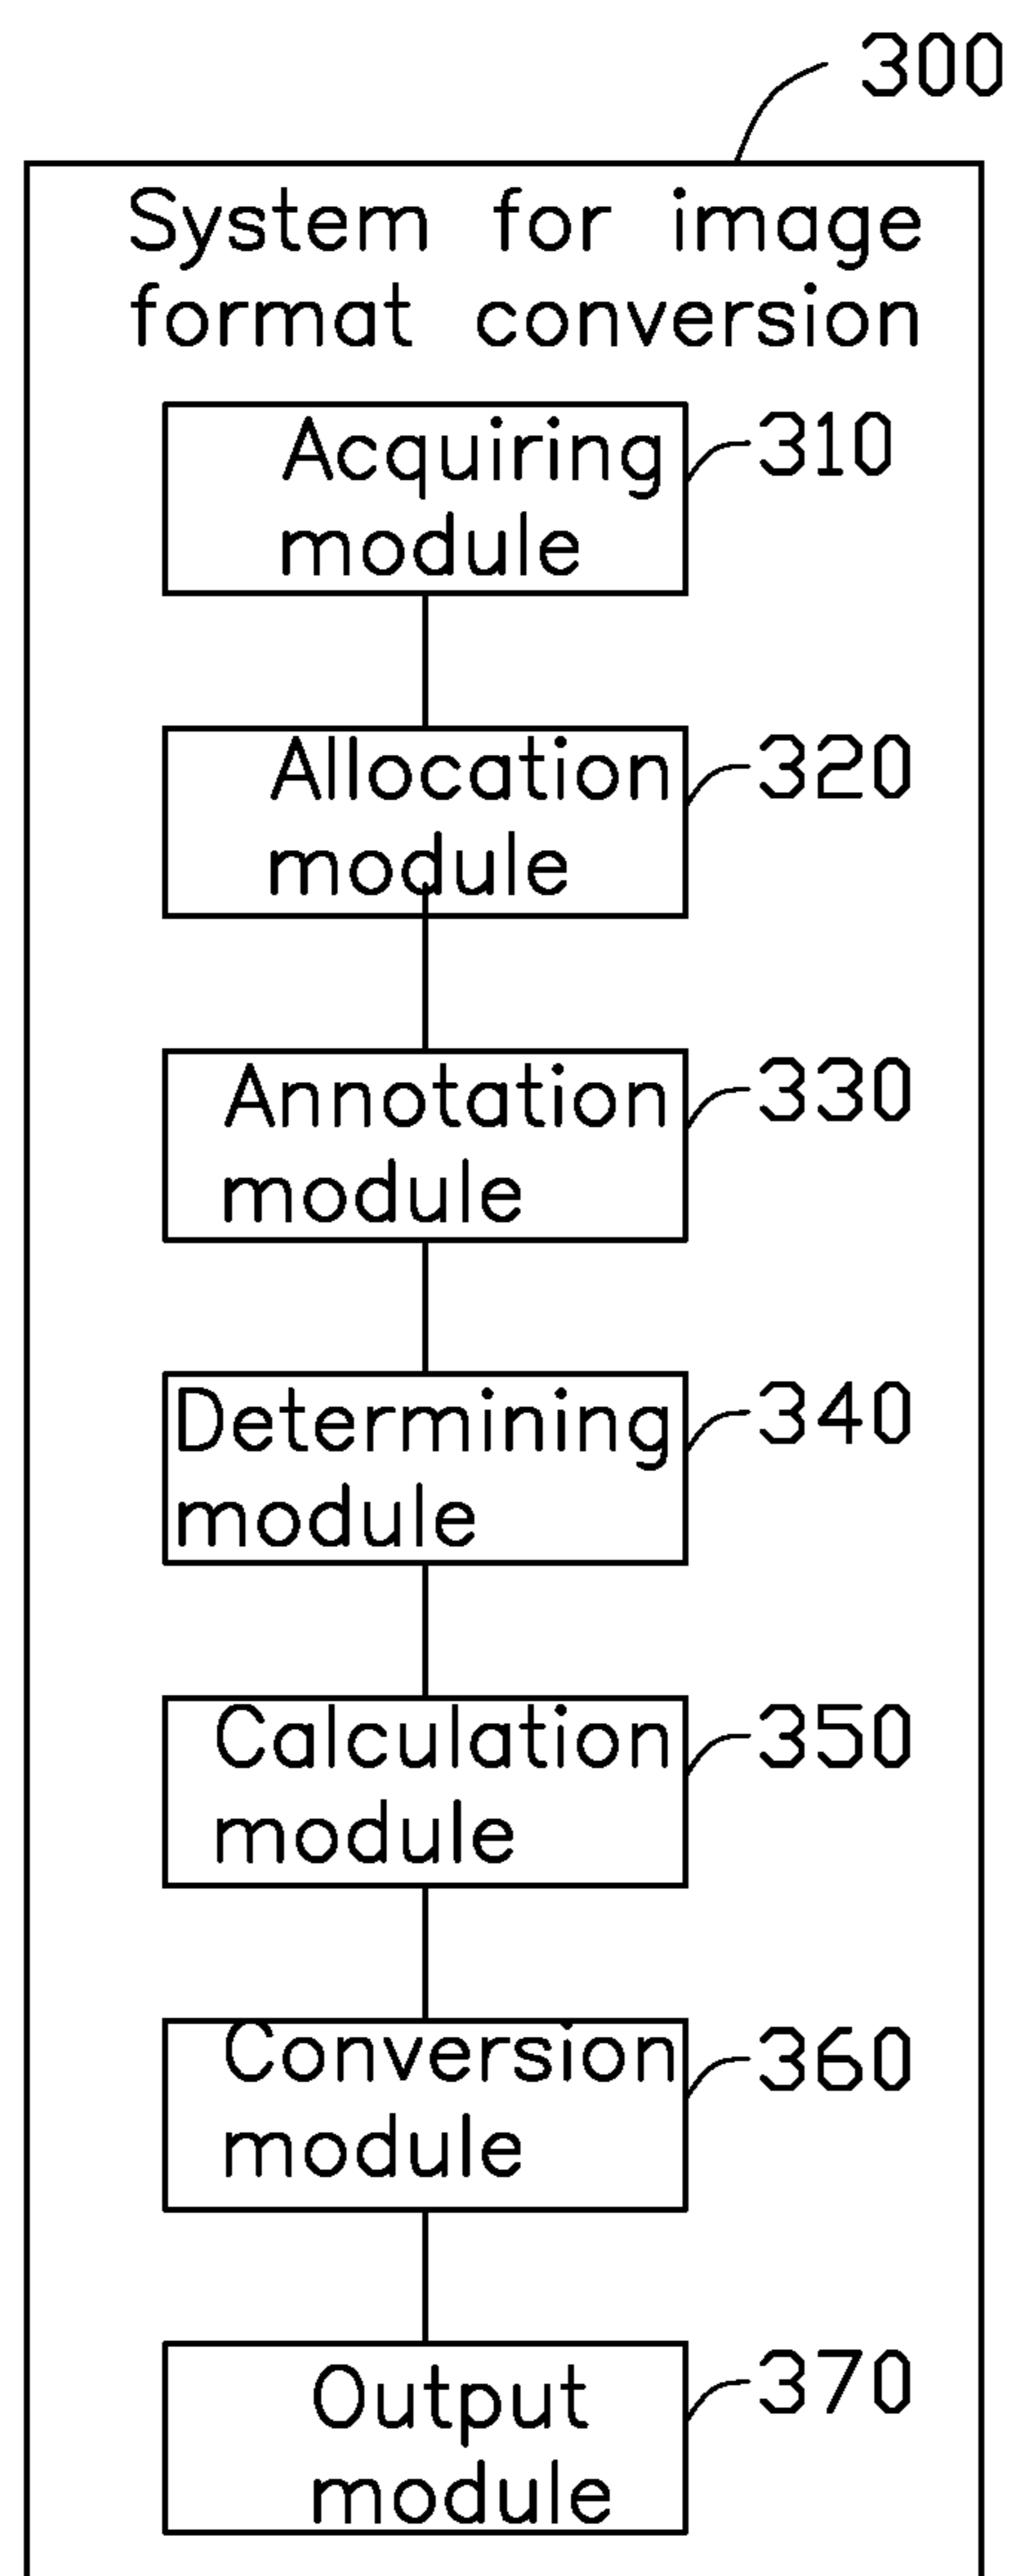 300
System for image
format conversion
Acquiring
module
310
Allocation
module
320
Annotation
module
330
Determining
module
340
Calculation
module
350
Conversion
module
360
Output
module
370